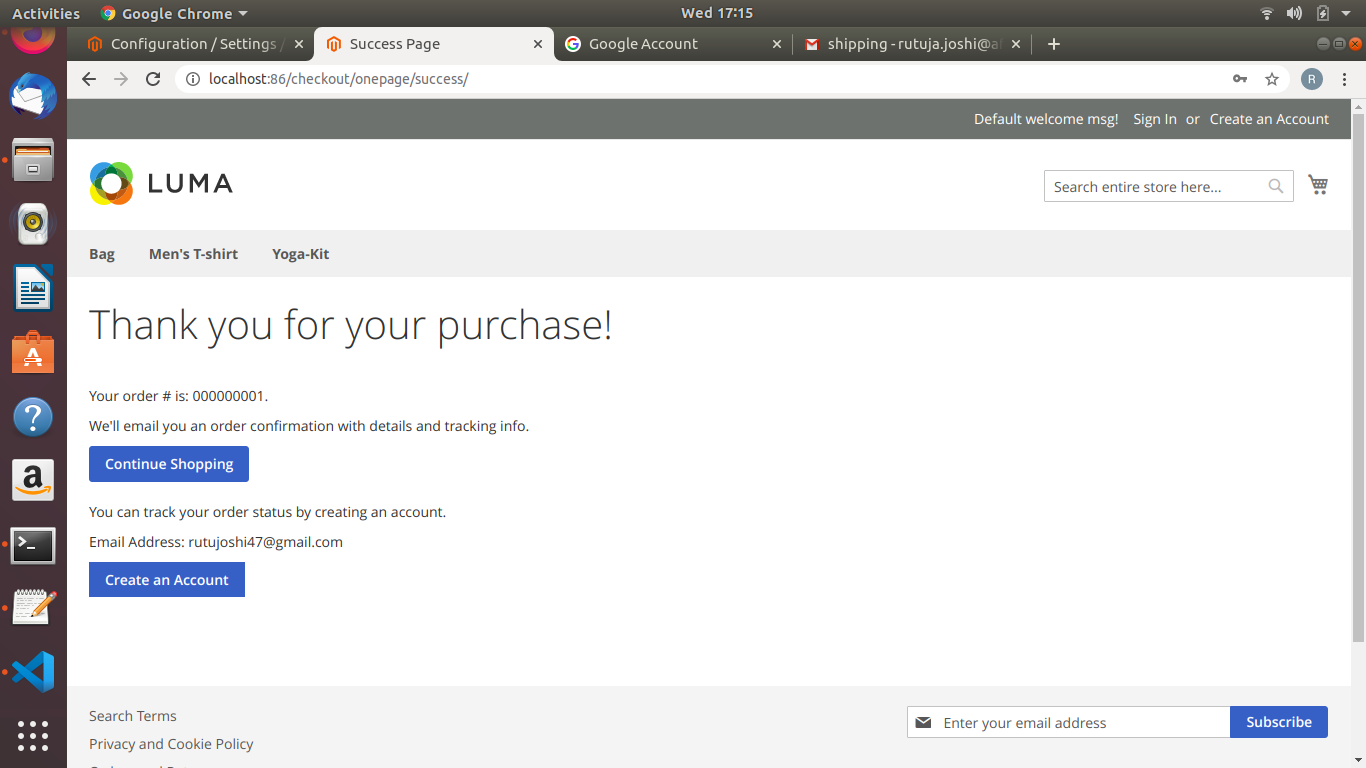 Activities
Google Chrome
Wed 17:15
Configuration / Settings /
Success Page
Google Account
shipping - rutuja.joshi@a
localhost:86/checkout/onepage/success/
R
Default welcome msg!
Sign In or Create an Account
LUMA
Search entire store here...
Bag
Men's T-shirt
Yoga-Kit
Thank you for your purchase!
Your order # is: 000000001.
We'll email you an order confirmation with details and tracking info.
Continue Shopping
You can track your order status by creating an account.
Email Address: rutujoshi47@gmail.com
Create an Account
Search Terms
Enter your email address
Subscribe
Privacy and Cookie Policy